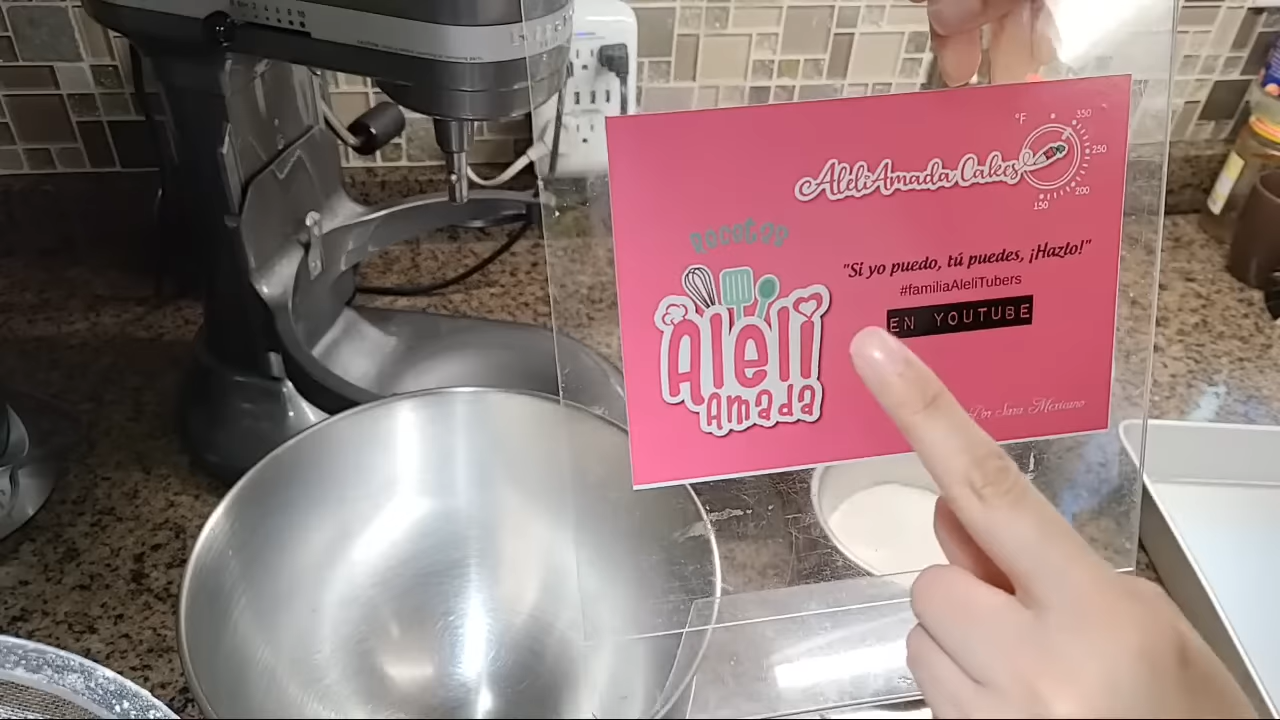 AleliAmada Cakes
°F
350
250
200
150
Aleli
Amada
"Si yo puedo, tú puedes, ¡Hazlo!"
#familiaAleliTubers
EN YOUTUBE
Por Sara Mexicano